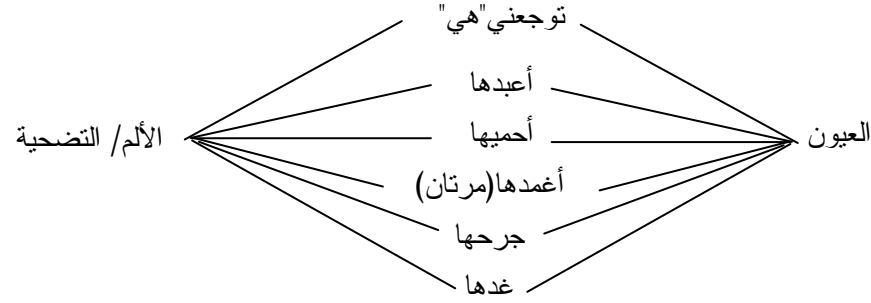 توجعني"هي"
أعبدها
العيون
أحميها
الألم/ التضحية
أغمدها(مرتان)
جرحها
غدها